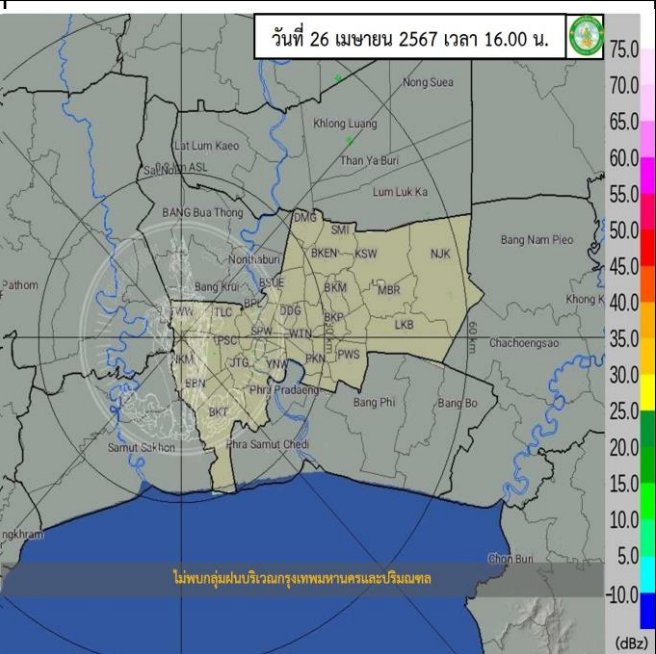 วันที่ 26 เมษายน 2567 เวลา 16.00 น.
75.0
70.0
65.0
60.0
55.0
50.0
45.0
40.0
35.0
30.0
25.0
20.0
15.0
10.0
5.0
-10.0
(dBz)
Nong Suea
Khlong Luang
Lat Lum Kaeo
Than Ya Buri
Lum Luk Ka
BANG Bua Thong
DMG
SMI
Bang Nam Pieo
BKEN
KSW
NJK
Nonthaburi
Pathom
Bang Krui
BSUE
BKM
MBR
Khong K
BPL
WW
TLC
DDG
BKP
LKB
PSC
SPW
WTN
60 km
Chachoengsao
NKM
JTG
YNW
PKN
PWS
BBN
Phra Pradaeng
BKT
Bang Phi
Bang Bo
Samut Sakhon
Phra Samut Chedi
ngkhram
Chon Buri
ไม่พบกลุ่มฝนบริเวณกรุงเทพมหานครและปริมณฑล